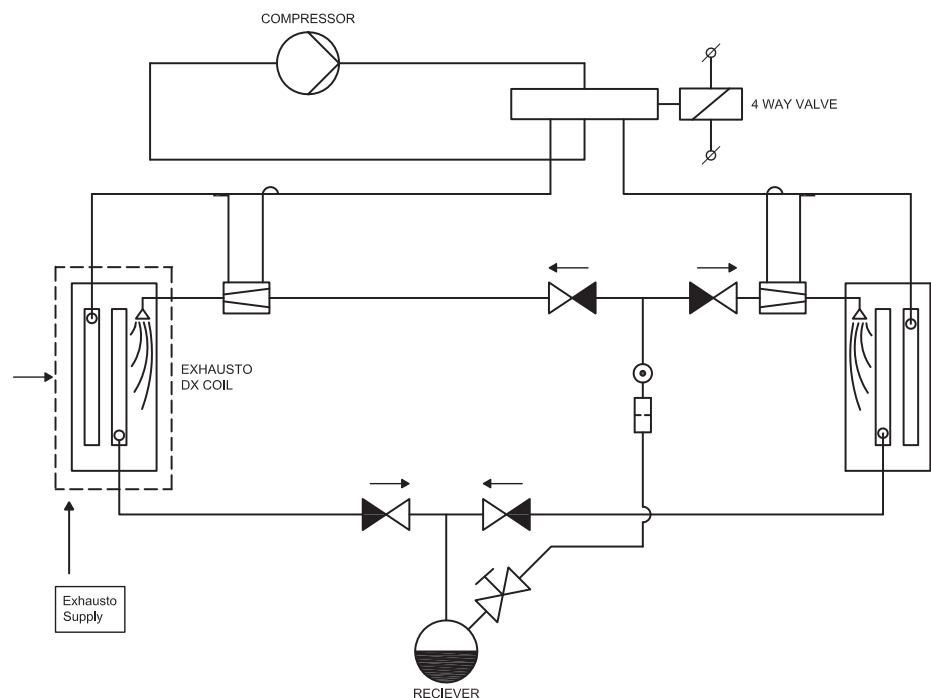 COMPRESSOR
4 WAY VALVE
EXHAUSTO
DX COIL
Exhausto
Supply
RECIEVER